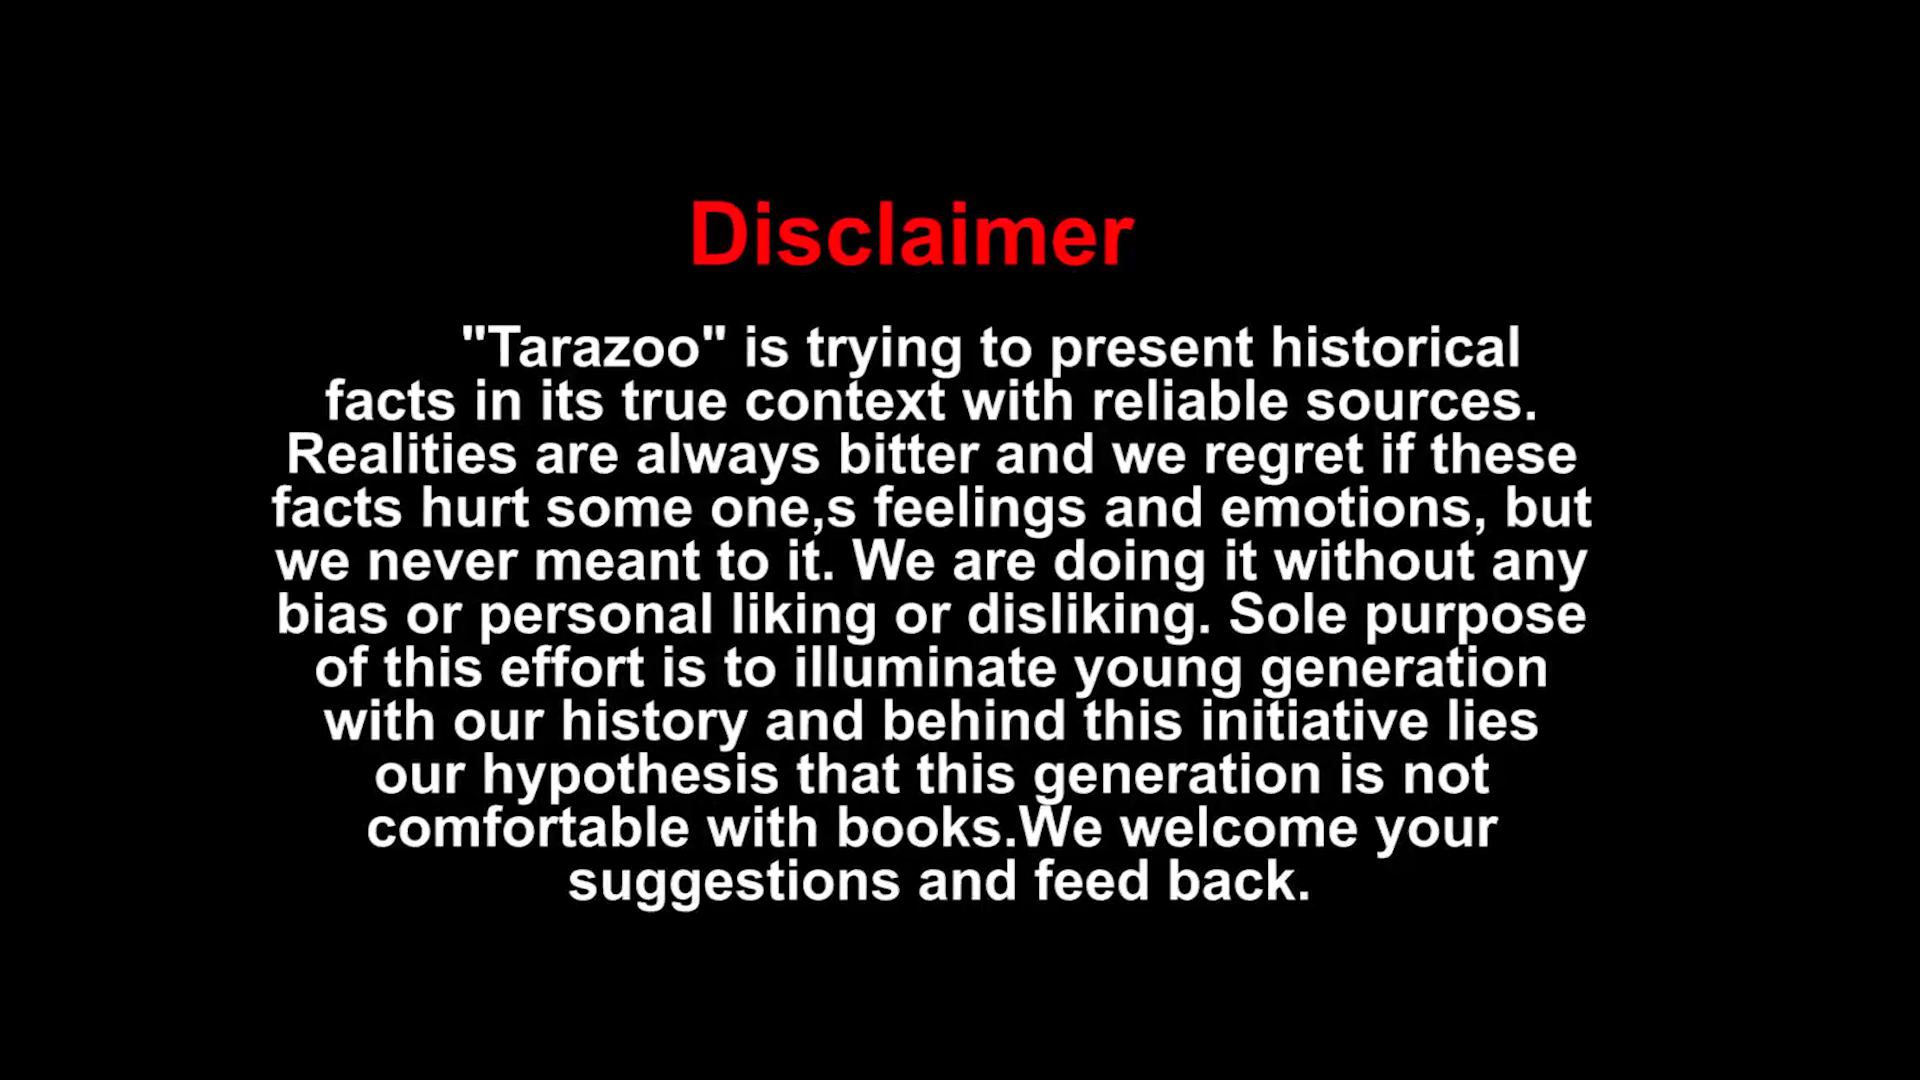 Disclaimer
"Tarazoo" is trying to present historical
facts in its true context with reliable sources.
Realities are always bitter and we regret if these
facts hurt some one,s feelings and emotions, but
we never meant to it. We are doing it without any
bias or personal liking or disliking. Sole purpose
of this effort is to illuminate young generation
with our history and behind this initiative lies
our hypothesis that this generation is not
comfortable with books.We welcome your
suggestions and feed back.